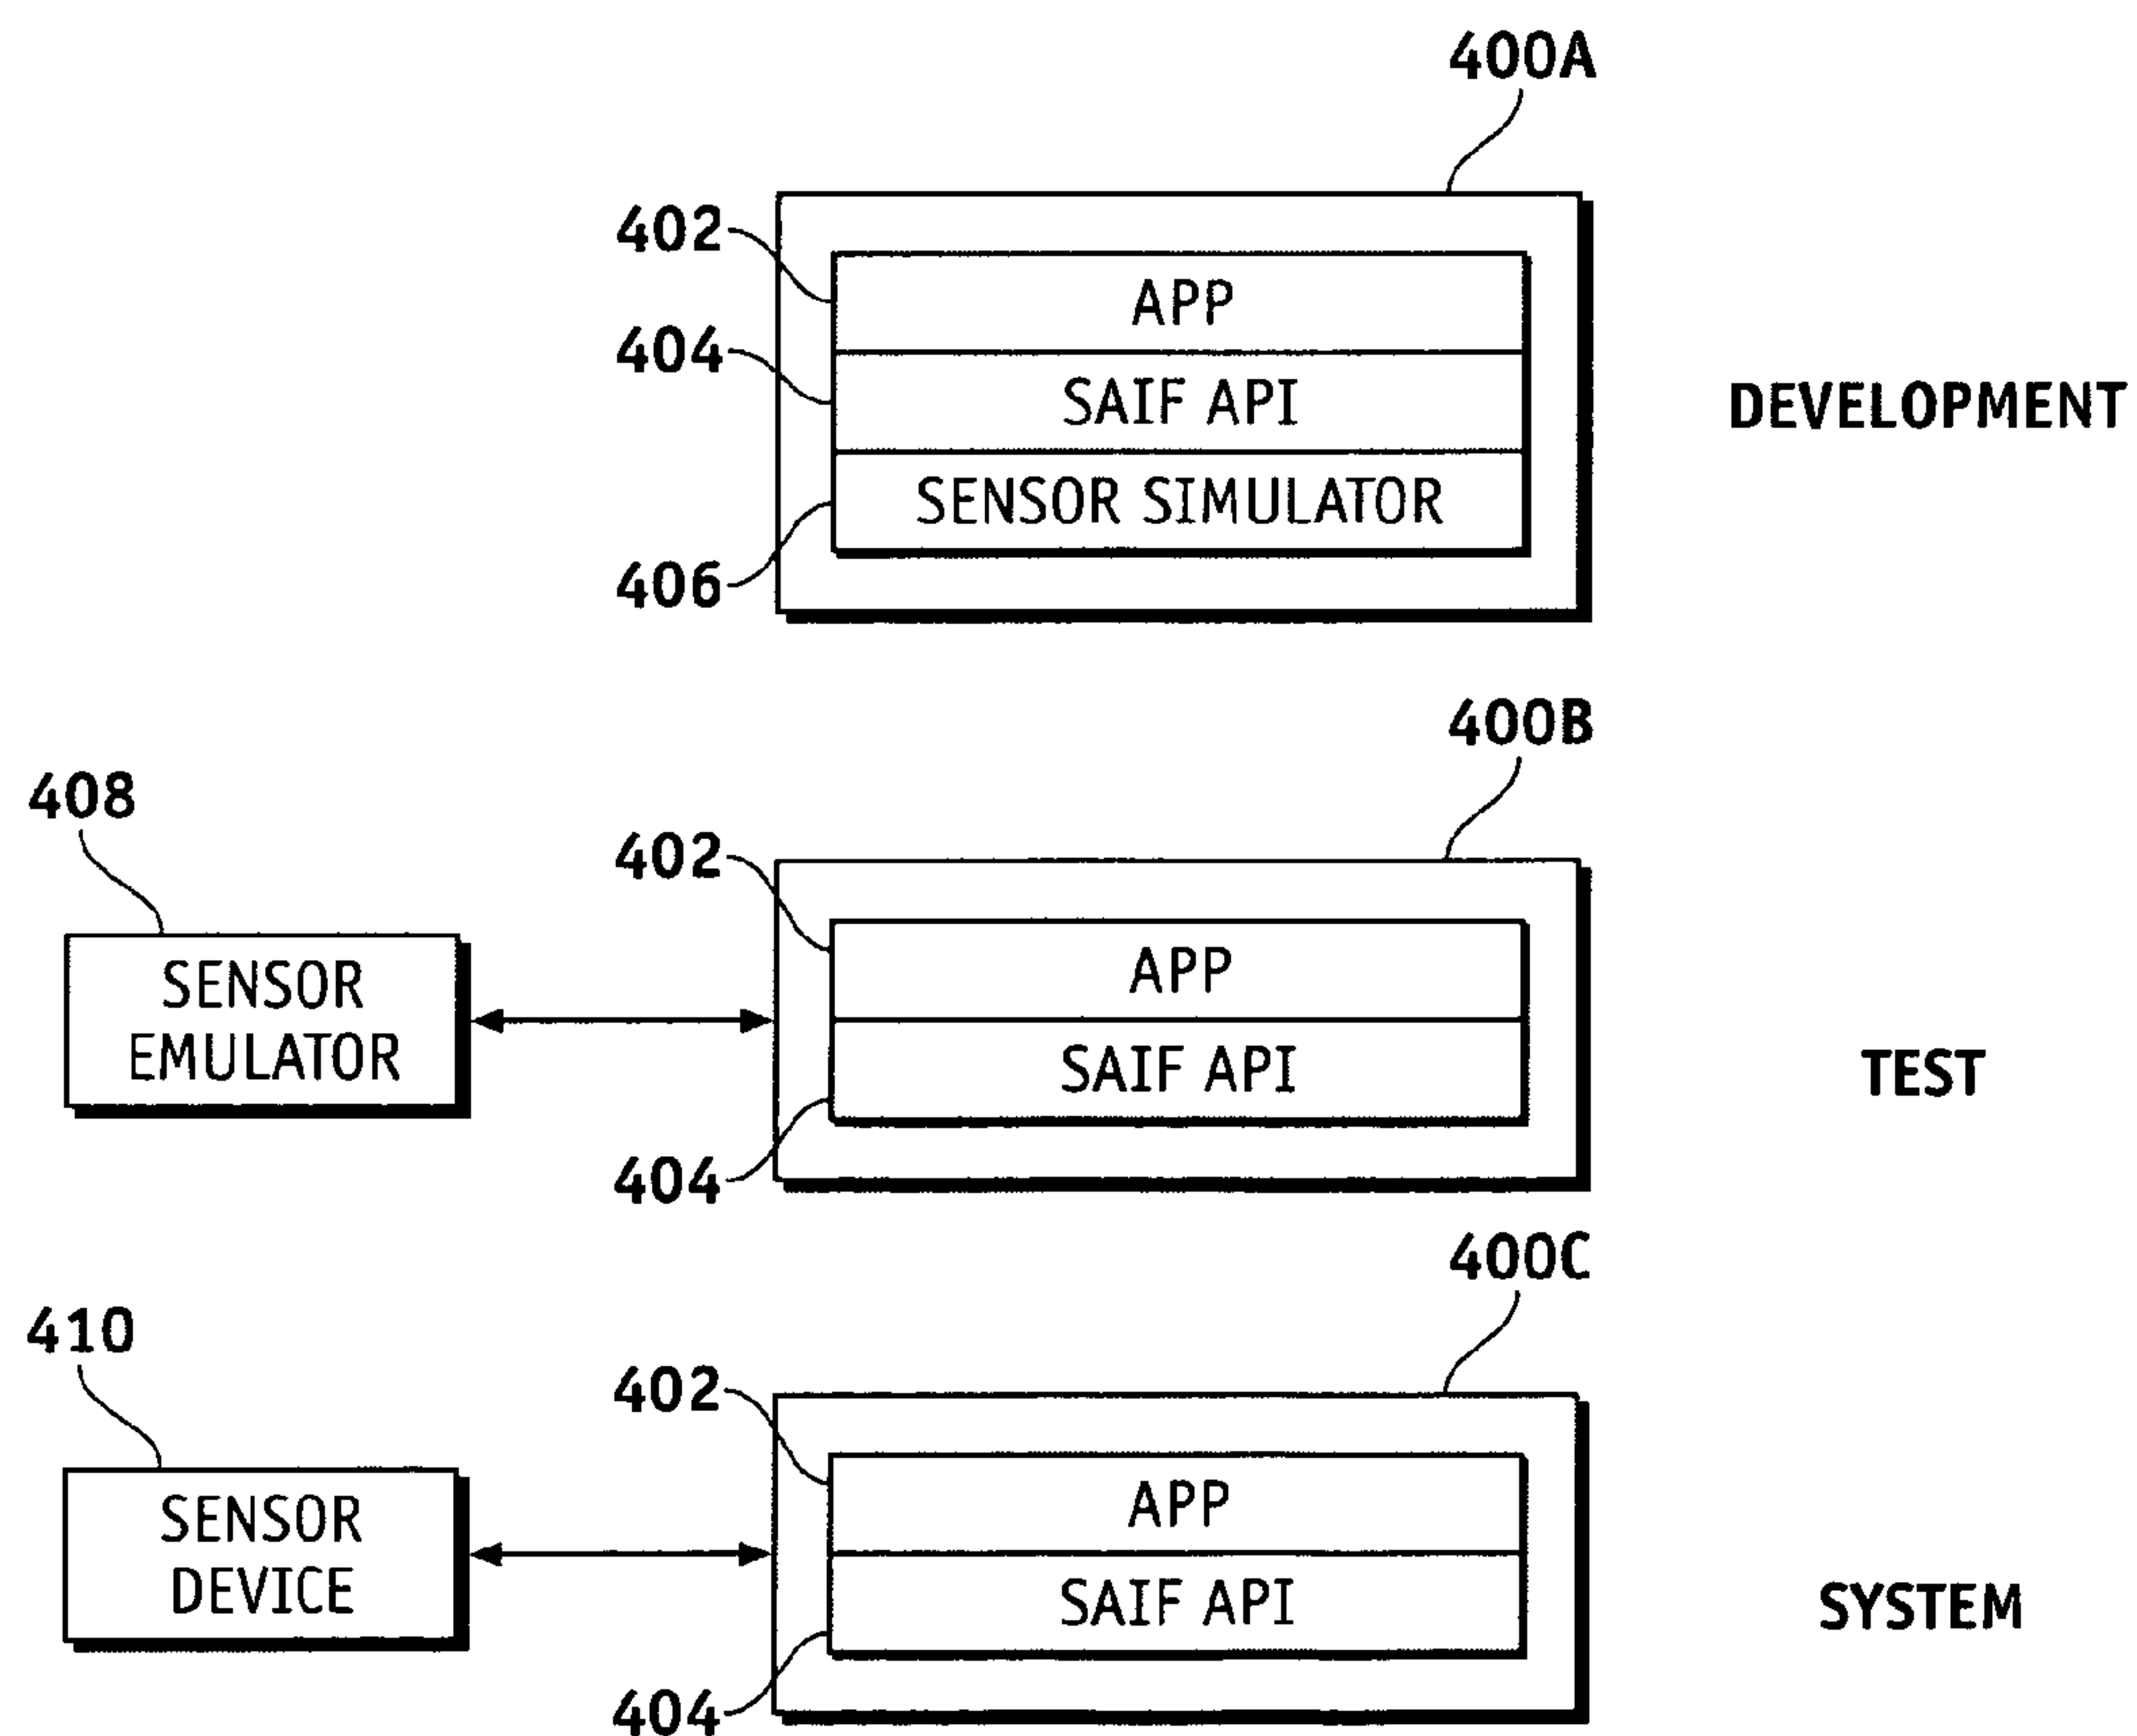 400A
402
APP
404
SAIF API
DEVELOPMENT
SENSOR SIMULATOR
406
400B
408
402
SENSOR
EMULATOR
APP
SAIF API
TEST
404
400C
410
402
SENSOR
DEVICE
APP
SAIF API
SYSTEM
404